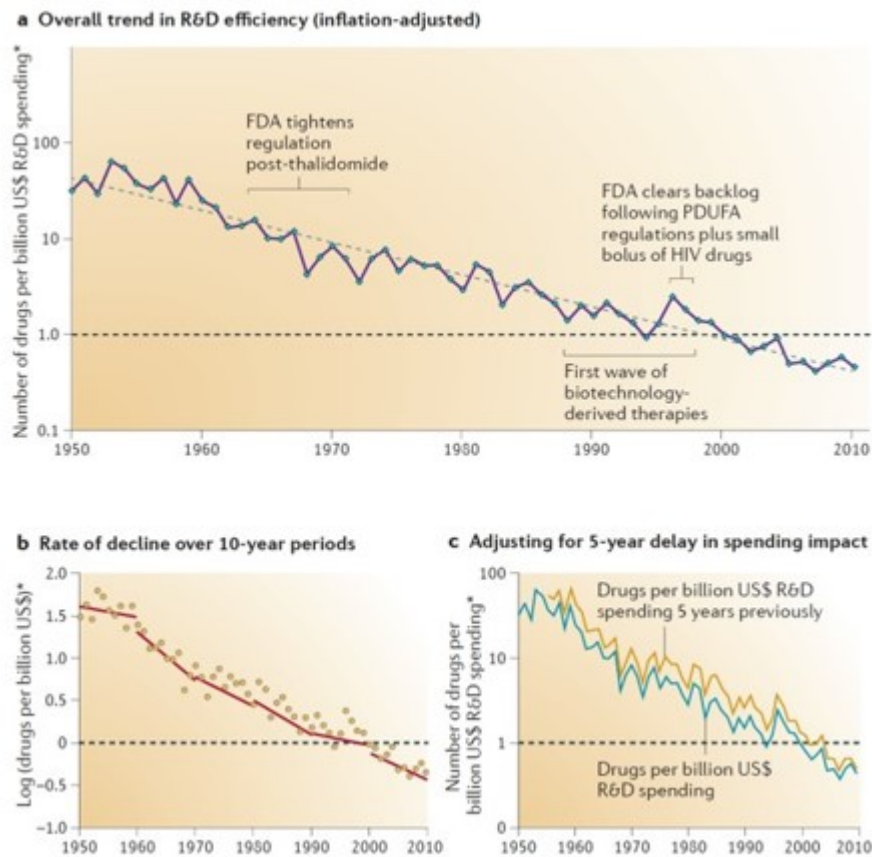 a Overall trend in R&D efficiency (inflation-adjusted)
Number of drugs per billion US$ R&D spending*
100
10
1.0
0.1
FDA tightens
regulation
post-thalidomide
FDA clears backlog
following PDUFA
regulations plus small
bolus of HIV drugs
First wave of
biotechnology-
derived therapies
1950 1960 1970 1980 1990 2000 2010
b Rate of decline over 10-year periods
Log (drugs per billion US$)*
2.0
1.5
1.0
0.5
0
–0.5
–1.0
1950 1960 1970 1980 1990 2000 2010
c Adjusting for 5-year delay in spending impact
Number of drugs per
billion US$ R&D spending*
100
10
1
0
Drugs per billion US$ R&D
spending 5 years previously
Drugs per billion US$
R&D spending
1950 1960 1970 1980 1990 2000 2010